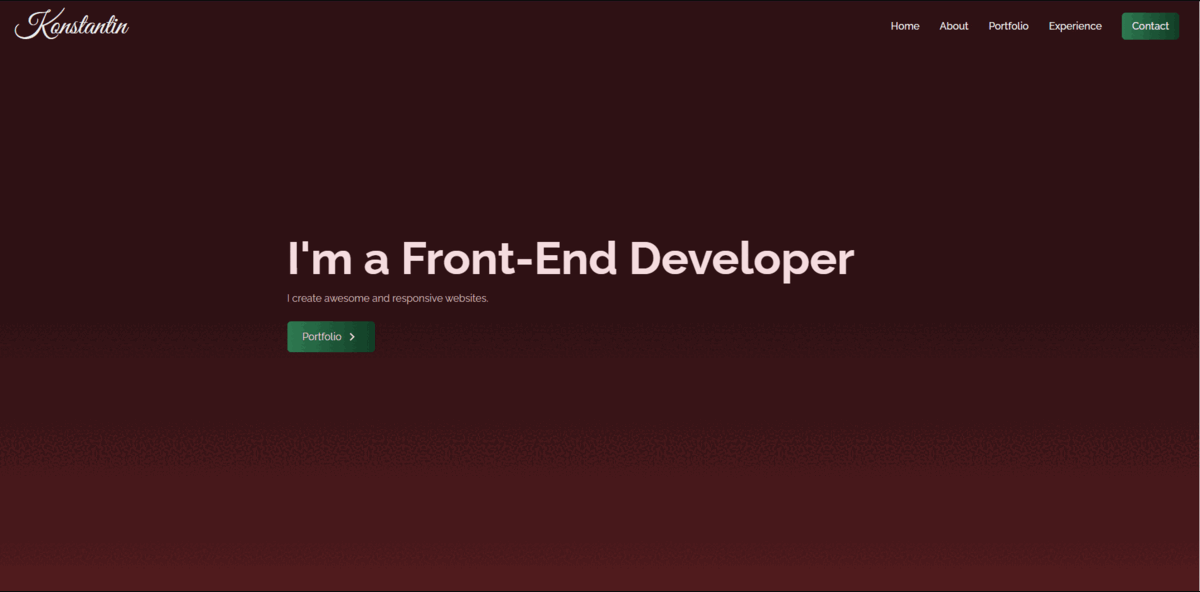 Konstantin
Home About Portfolio Experience Contact
I'm a Front-End Developer
I create awesome and responsive websites.
Portfolio